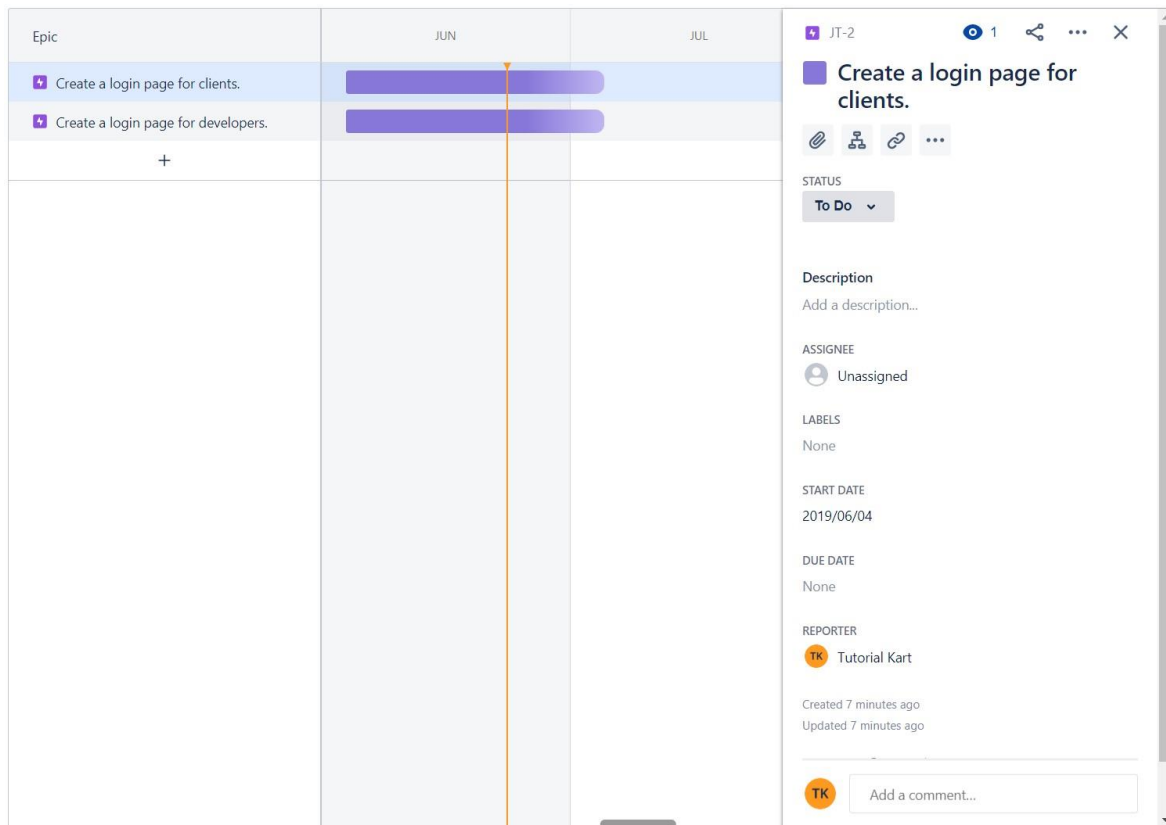 Epic
JUN
JUL
Create a login page for clients.
Create a login page for developers.
+
JT-2
1
Create a login page for
clients.
STATUS
To Do
Description
Add a description...
ASSIGNEE
Unassigned
LABELS
None
START DATE
2019/06/04
DUE DATE
None
REPORTER
TK Tutorial Kart
Created 7 minutes ago
Updated 7 minutes ago
TK
Add a comment...